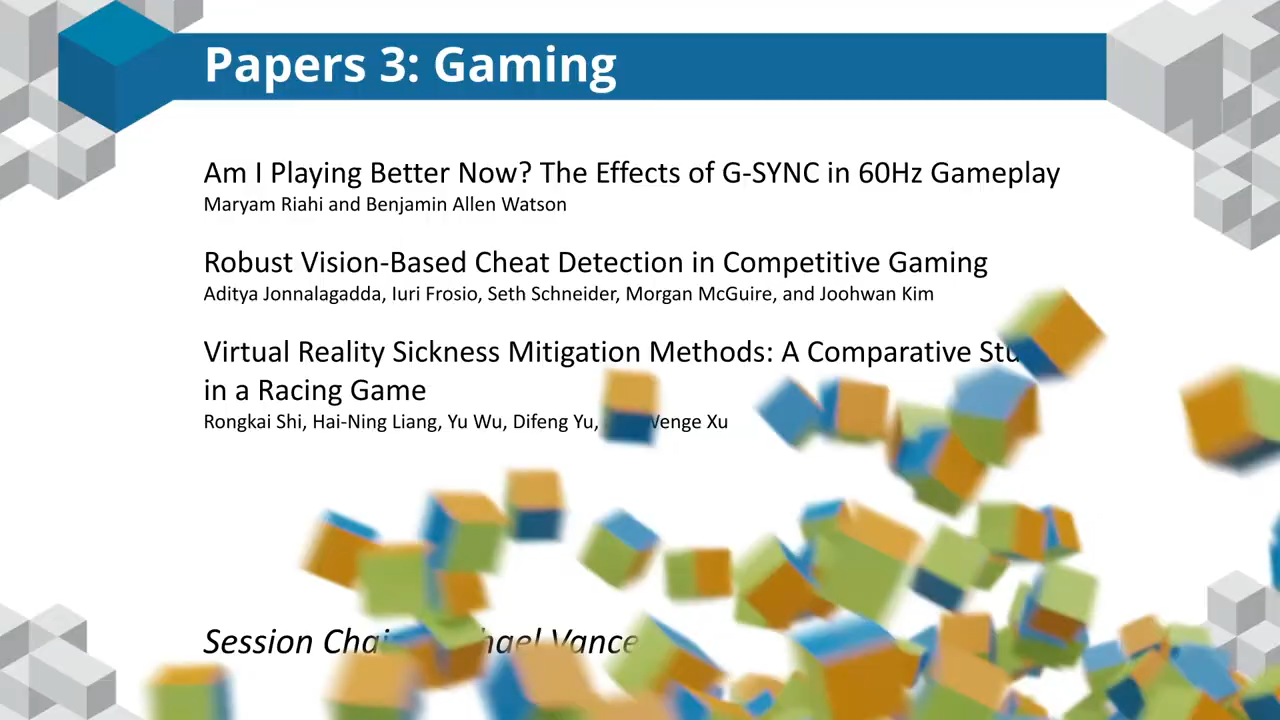 Papers 3: Gaming
Am I Playing Better Now? The Effects of G-SYNC in 60Hz Gameplay
Maryam Riahi and Benjamin Allen Watson
Robust Vision-Based Cheat Detection in Competitive Gaming
Aditya Jonnalagadda, Iuri Frosio, Seth Schneider, Morgan McGuire, and Joohwan Kim
Virtual Reality Sickness Mitigation Methods: A Comparative
in a Racing Game
Rongkai Shi, Hai-Ning Liang, Yu Wu, Difeng Yu, Wenge Xu
Session Vance